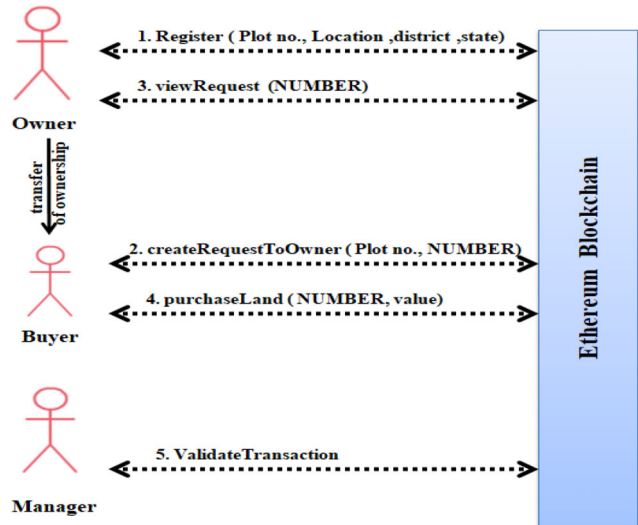 1. Register ( Plot no., Location ,district ,state)
3. viewRequest (NUMBER)
Owner
transfer
of ownership
2. createRequestToOwner ( Plot no., NUMBER)
4. purchaseLand ( NUMBER, value)
Buyer
5. ValidateTransaction
Manager
Ethereum Blockchain